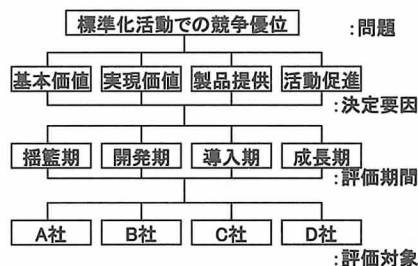 標準化活動での競争優位
:問題
基本価値 実現価値 製品提供 活動促進
:決定要因
揺籃期 開発期 導入期 成長期
:評価期間
A社 B社 C社 D社
:評価対象